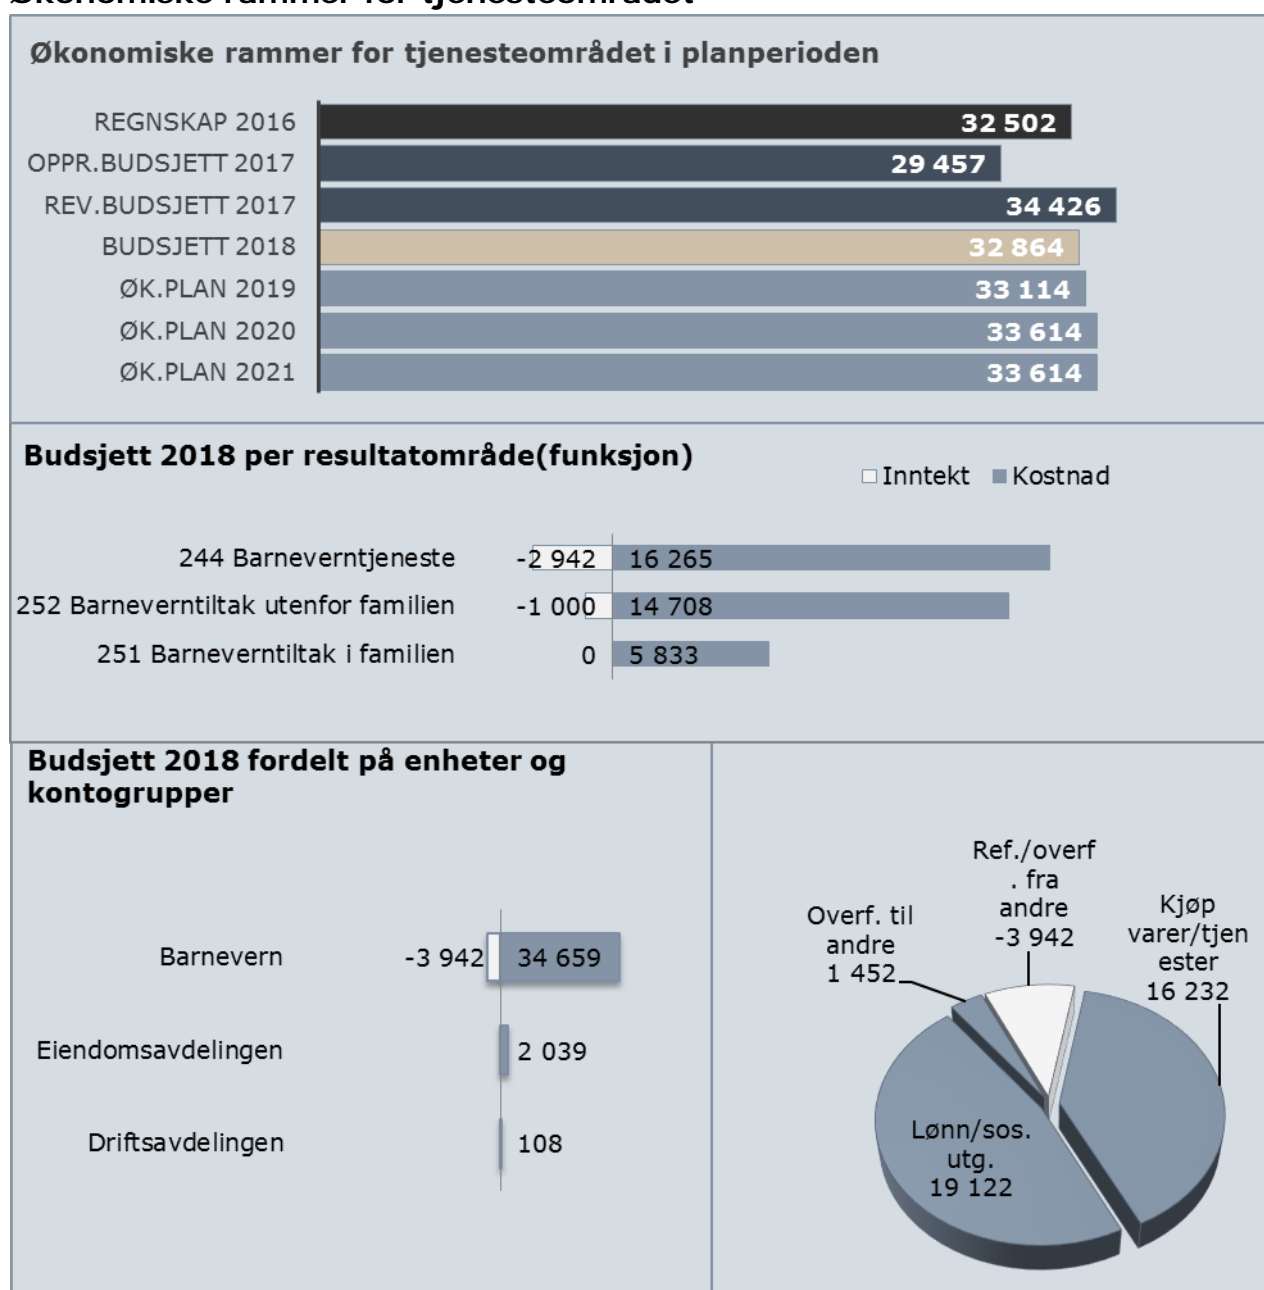 Økonomiske rammer for tjenesteområdet
Økonomiske rammer for tjenesteområdet i planperioden
REGNSKAP 2016 32 502
OPPR.BUDSJETT 2017 29 457
REV.BUDSJETT 2017 34 426
BUDSJETT 2018 32 864
ØK.PLAN 2019 33 114
ØK.PLAN 2020 33 614
ØK.PLAN 2021 33 614
Budsjett 2018 per resultatområde(funksjon)
Inntekt Kostnad
244 Barneverntjeneste -2 942 16 265
252 Barneverntiltak utenfor familien -1 000 14 708
251 Barneverntiltak i familien 0 5 833
Budsjett 2018 fordelt på enheter og
kontogrupper
Barnevern -3 942 34 659
Eiendomsavdelingen 2 039
Driftsavdelingen 108
Ref./overf
. fra
andre
-3 942
Kjøp
varer/tjen
ester
16 232
Overf. til
andre
1 452
Lønn/sos.
utg.
19 122